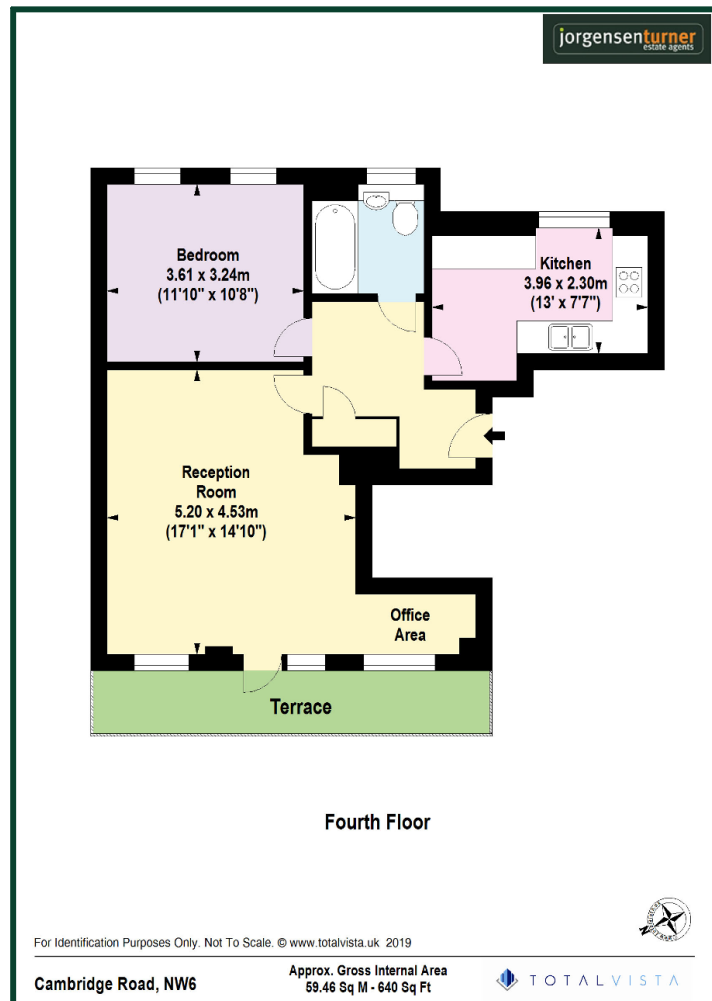 jorgensenturner
estate agents
Bedroom
3.61 x 3.24m
(11'10" x 10'8")
Kitchen
3.96 x 2.30m
(13' x 7'7")
Reception
Room
5.20 x 4.53m
(17'1" x 14'10")
Office
Area
Terrace
Fourth Floor
N
For Identification Purposes Only. Not To Scale. © www.totalvista.uk 2019
Cambridge Road, NW6
Approx. Gross Internal Area
59.46 Sq M - 640 Sq Ft
TOTALVISTA